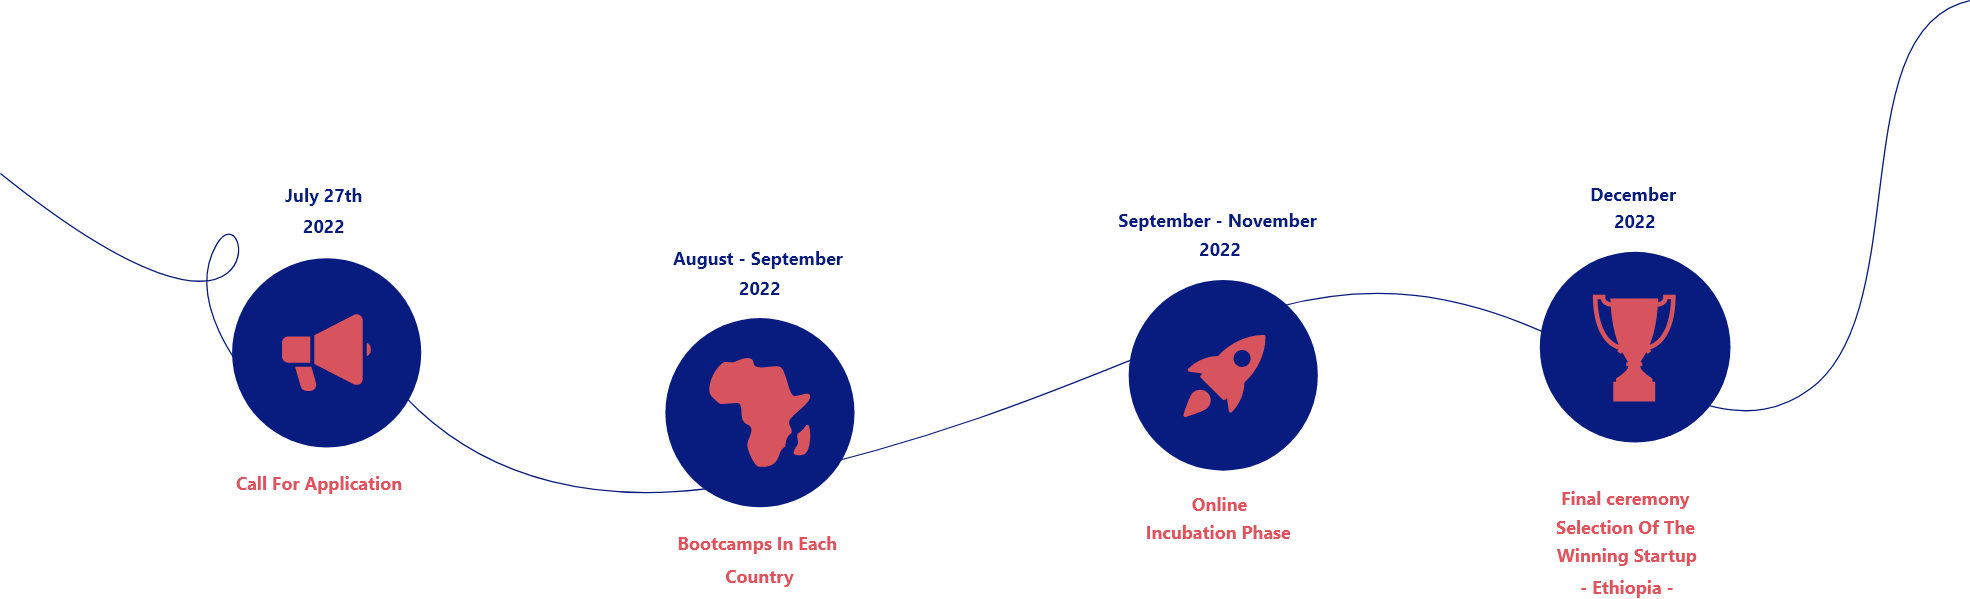 July 27th
2022
Call For Application
August - September
2022
Bootcamps In Each
Country
September - November
2022
Online
Incubation Phase
December
2022
Final ceremony
Selection Of The
Winning Startup
- Ethiopia -